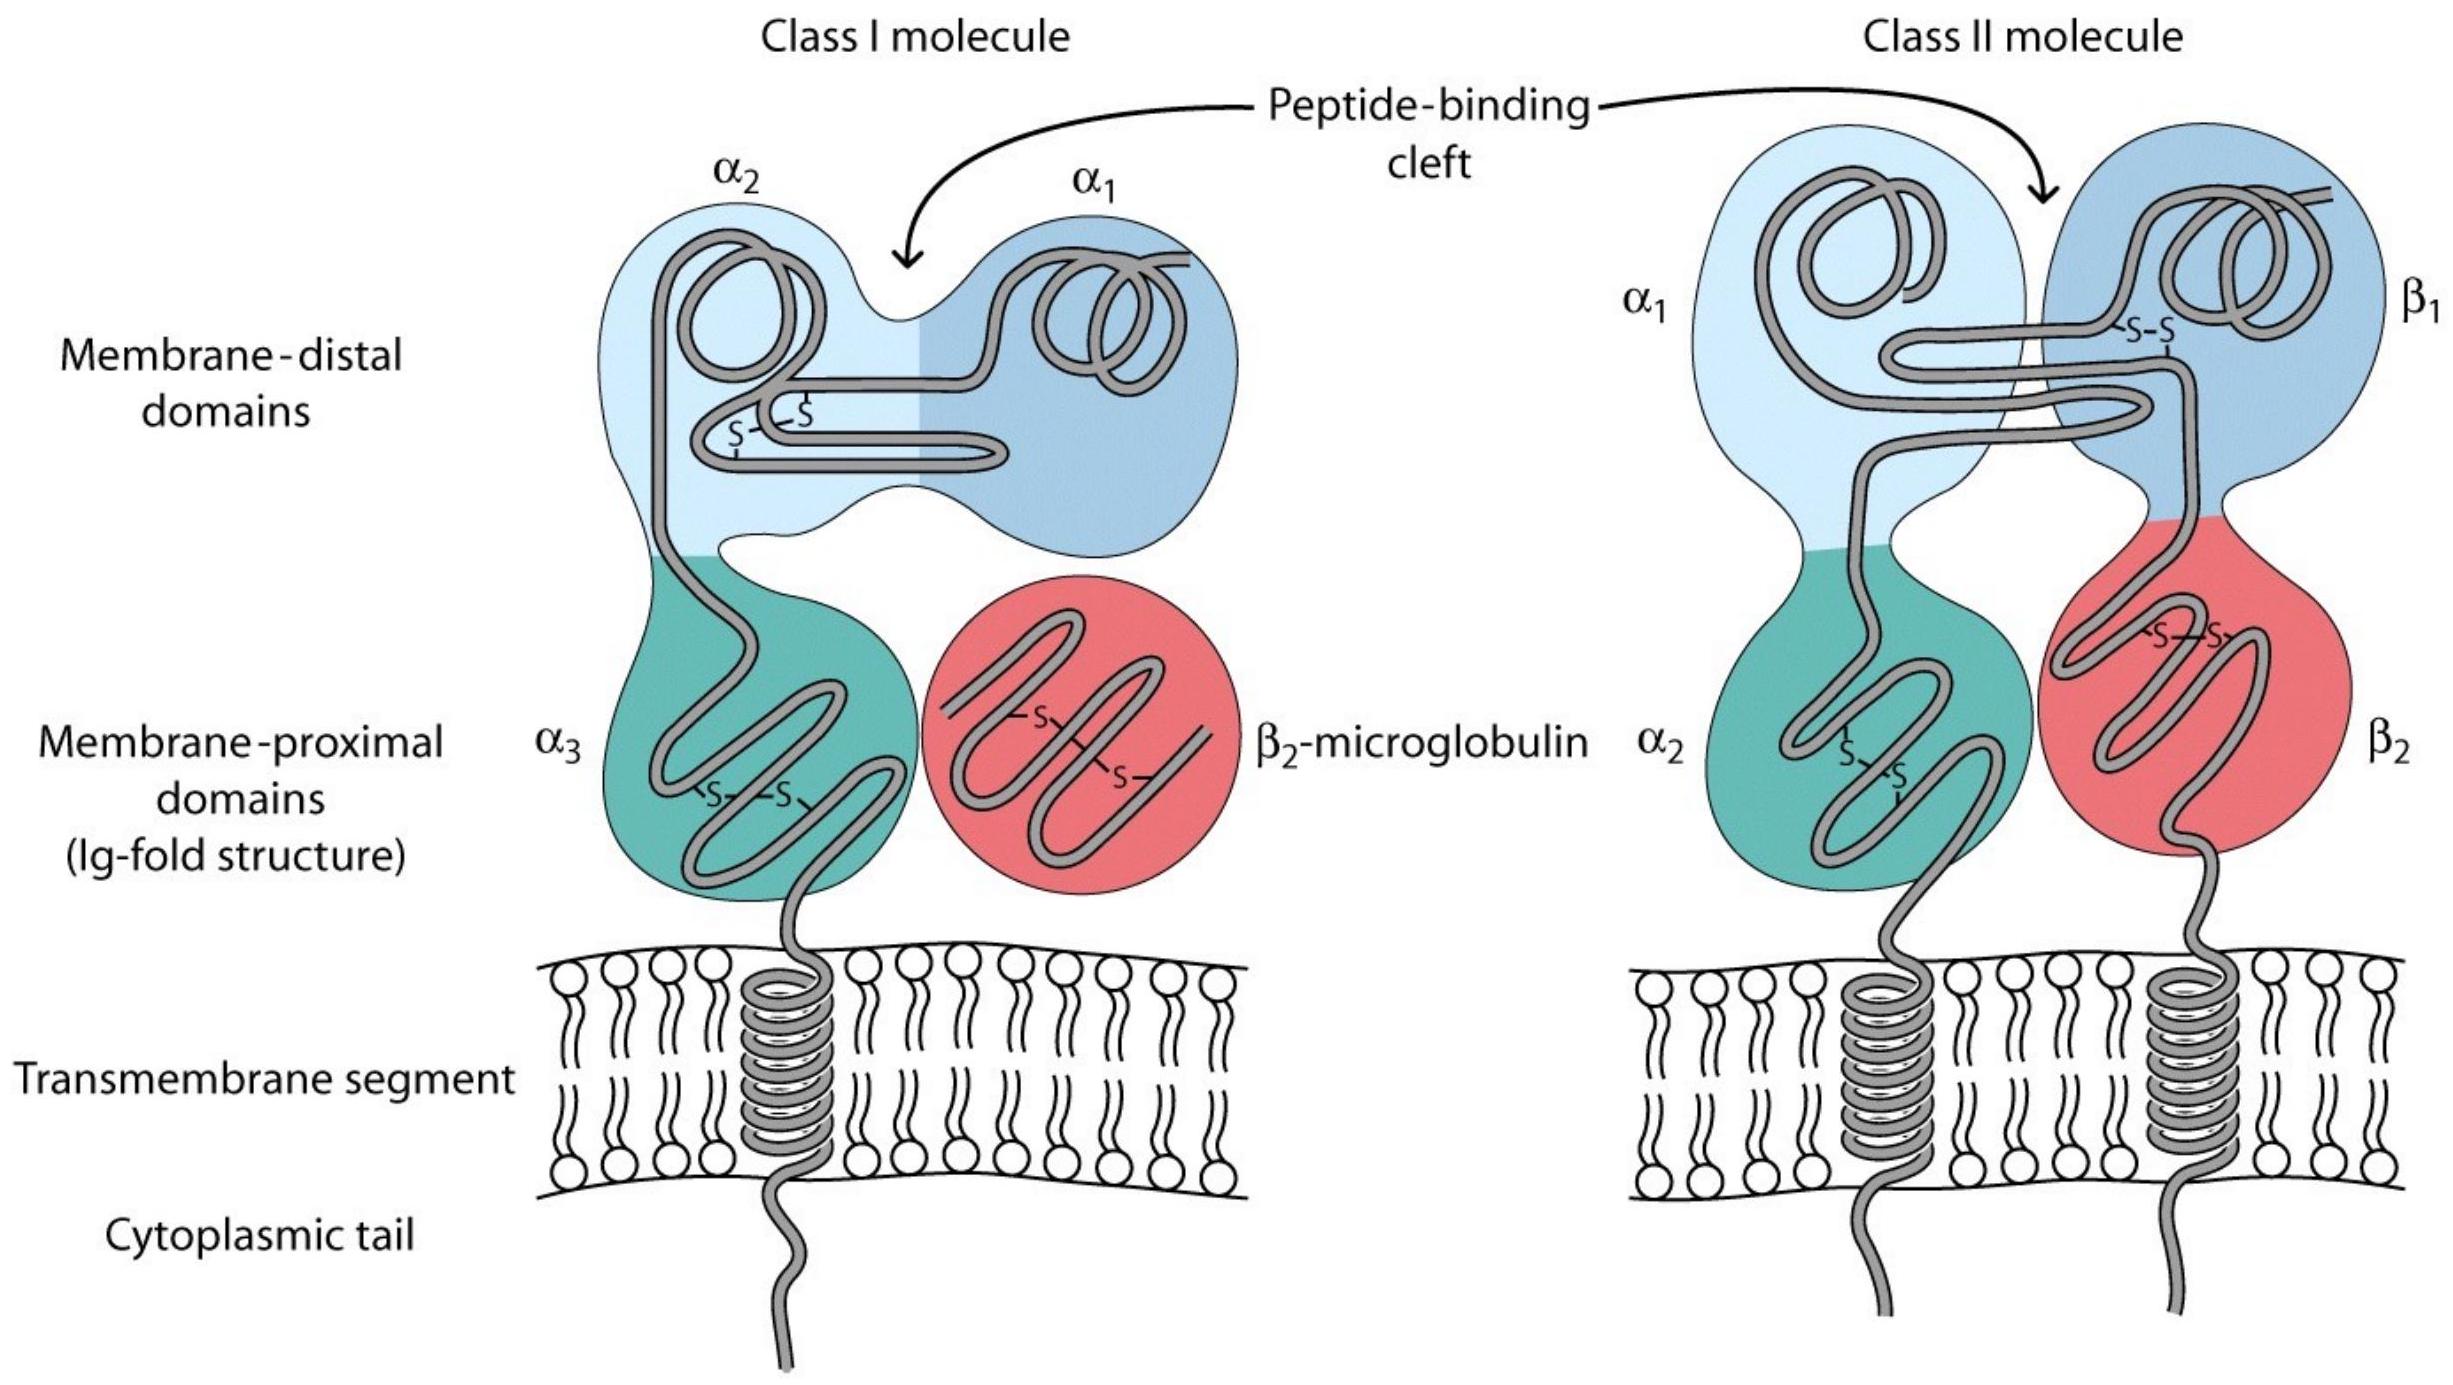 Class I molecule
Class II molecule
Peptide-binding
cleft
α2
α1
α1
β1
S-S
S
S
Membrane-distal
domains
Membrane-proximal
domains
(Ig-fold structure)
α3
S
S
S
S
β2-microglobulin
α2
S
S
S
S
β2
Transmembrane segment
Cytoplasmic tail